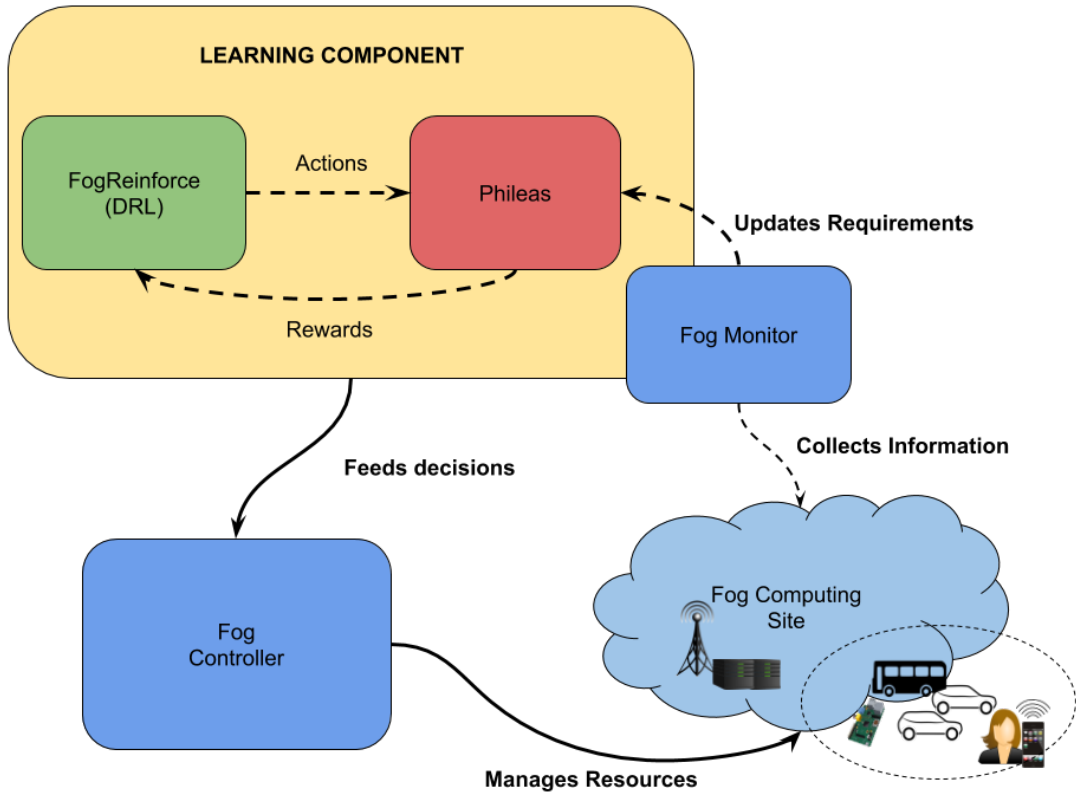 LEARNING COMPONENT
FogReinforce
(DRL)
Actions
Phileas
Rewards
Updates Requirements
Fog Monitor
Collects Information
Feeds decisions
Fog Computing
Site
Fog
Controller
Manages Resources